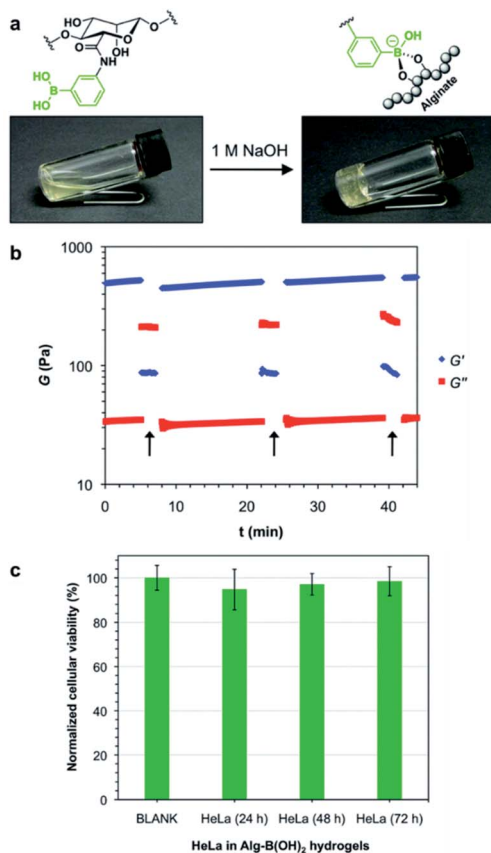 a
OH
O
O
OH
O
NH
HO
B
HO
OH
B
O
O
Alginate
1 M NaOH
b
1000
100
10
G (Pa)
G'
G''
0 10 20 30 40
t (min)
c
120
100
80
60
40
20
0
Normalized cellular viability (%)
BLANK HeLa (24 h) HeLa (48 h) HeLa (72 h)
HeLa in Alg-B(OH)₂ hydrogels